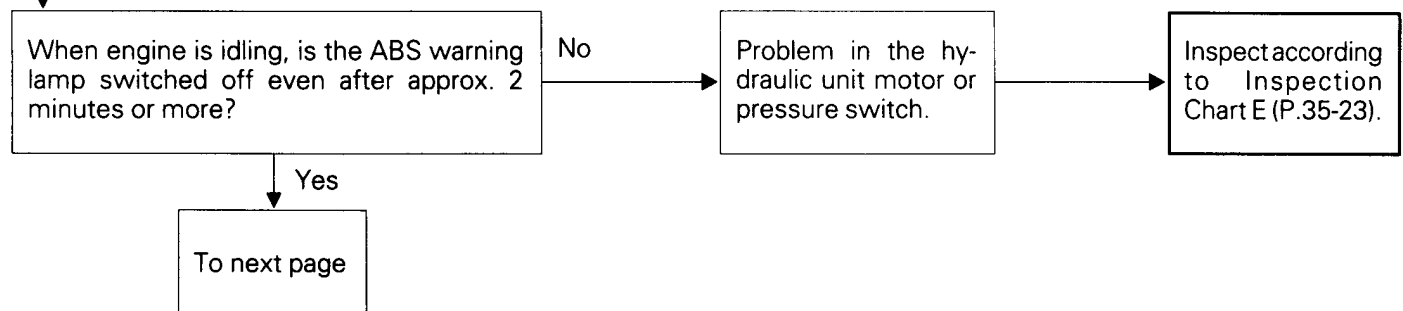 When engine is idling, is the ABS warning
lamp switched off even after approx. 2
minutes or more?
No
Problem in the hy-
draulic unit motor or
pressure switch.
Inspect according
to Inspection
Chart E (P.35-23).
Yes
To next page